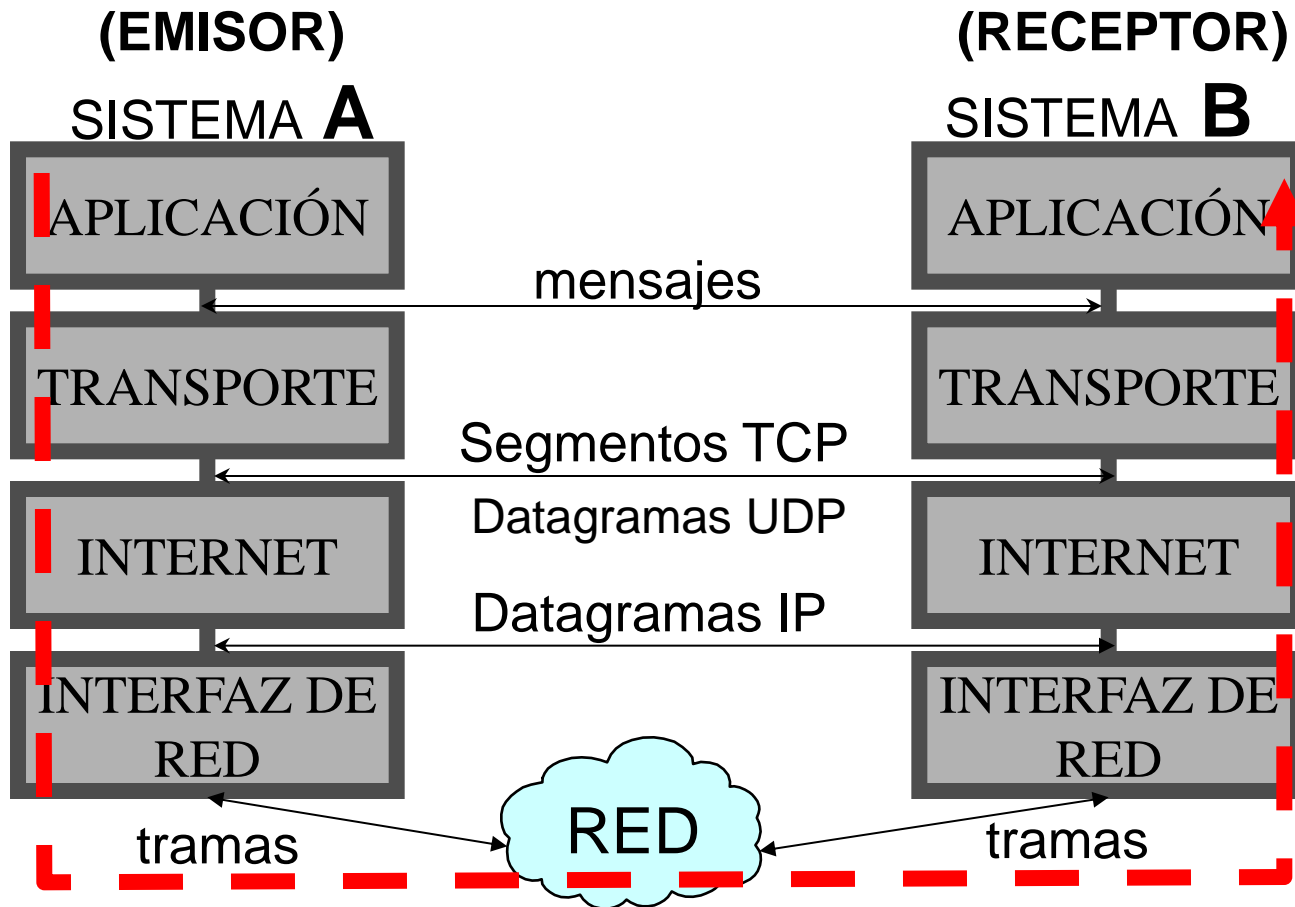 (EMISOR)
(RECEPTOR)
SISTEMA A
SISTEMA B
APLICACIÓN
APLICACIÓN
mensajes
TRANSPORTE
TRANSPORTE
Segmentos TCP
Datagramas UDP
INTERNET
INTERNET
Datagramas IP
INTERFAZ DE
RED
INTERFAZ DE
RED
RED
tramas
tramas